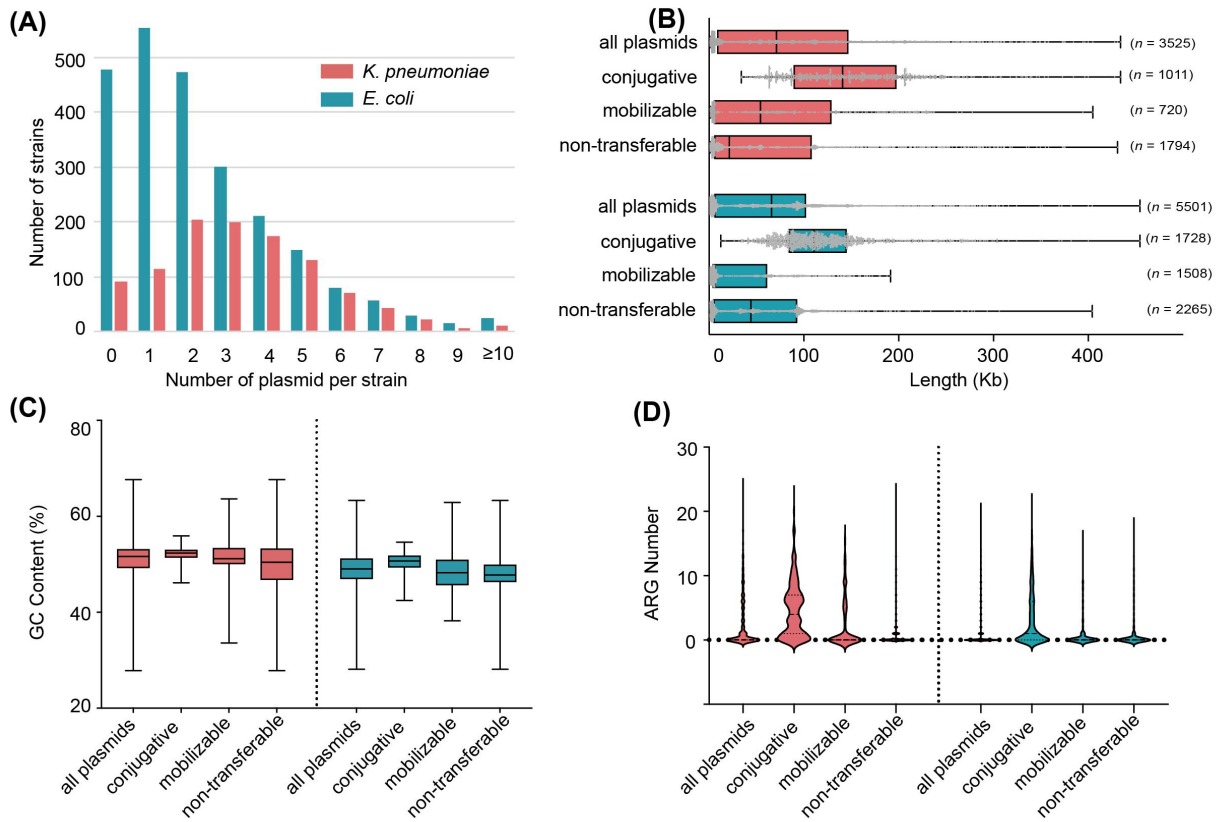 (A)
500
400
300
200
100
0
Number of strains
K. pneumoniae
E. coli
0 1 2 3 4 5 6 7 8 9 ≥10
Number of plasmid per strain
(B)
all plasmids (n = 3525)
conjugative (n = 1011)
mobilizable (n = 720)
non-transferable (n = 1794)
all plasmids (n = 5501)
conjugative (n = 1728)
mobilizable (n = 1508)
non-transferable (n = 2265)
0 100 200 300 400
Length (Kb)
(C)
80
60
40
20
GC Content (%)
all plasmids
conjugative
mobilizable
non-transferable
all plasmids
conjugative
mobilizable
non-transferable
(D)
30
20
10
0
ARG Number
all plasmids
conjugative
mobilizable
non-transferable
all plasmids
conjugative
mobilizable
non-transferable